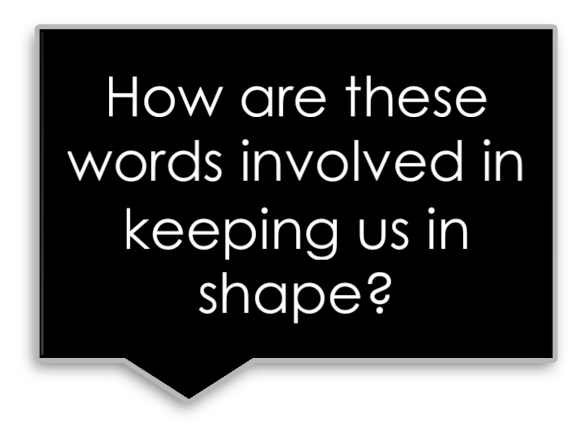 How are these
words involved in
keeping us in
shape?